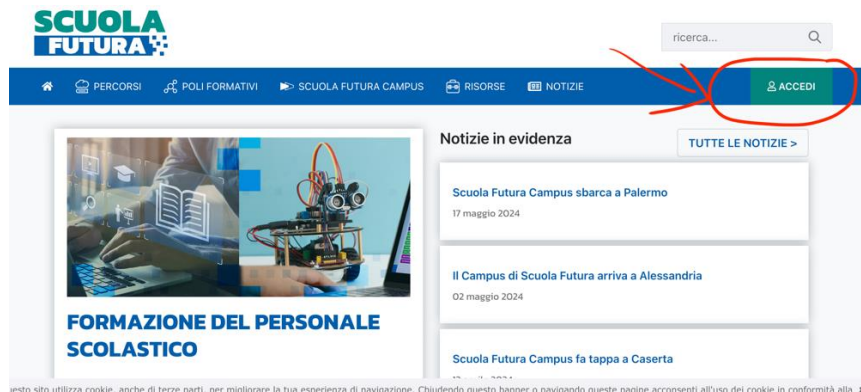 SCUOLA
FUTURA
ricerca...
PERCORSI
POLI FORMATIVI
SCUOLA FUTURA CAMPUS
RISORSE
NOTIZIE
ACCEDI
Notizie in evidenza
TUTTE LE NOTIZIE >
Scuola Futura Campus sbarca a Palermo
17 maggio 2024
Il Campus di Scuola Futura arriva a Alessandria
02 maggio 2024
Scuola Futura Campus fa tappa a Caserta
FORMAZIONE DEL PERSONALE
SCOLASTICO
sito utilizza cookie, anche di terze parti, per migliorare la tua esperienza di navigazione. Chiudendo questo banner o navigando queste pagine acconsenti all'uso dei cookie in conformità alla